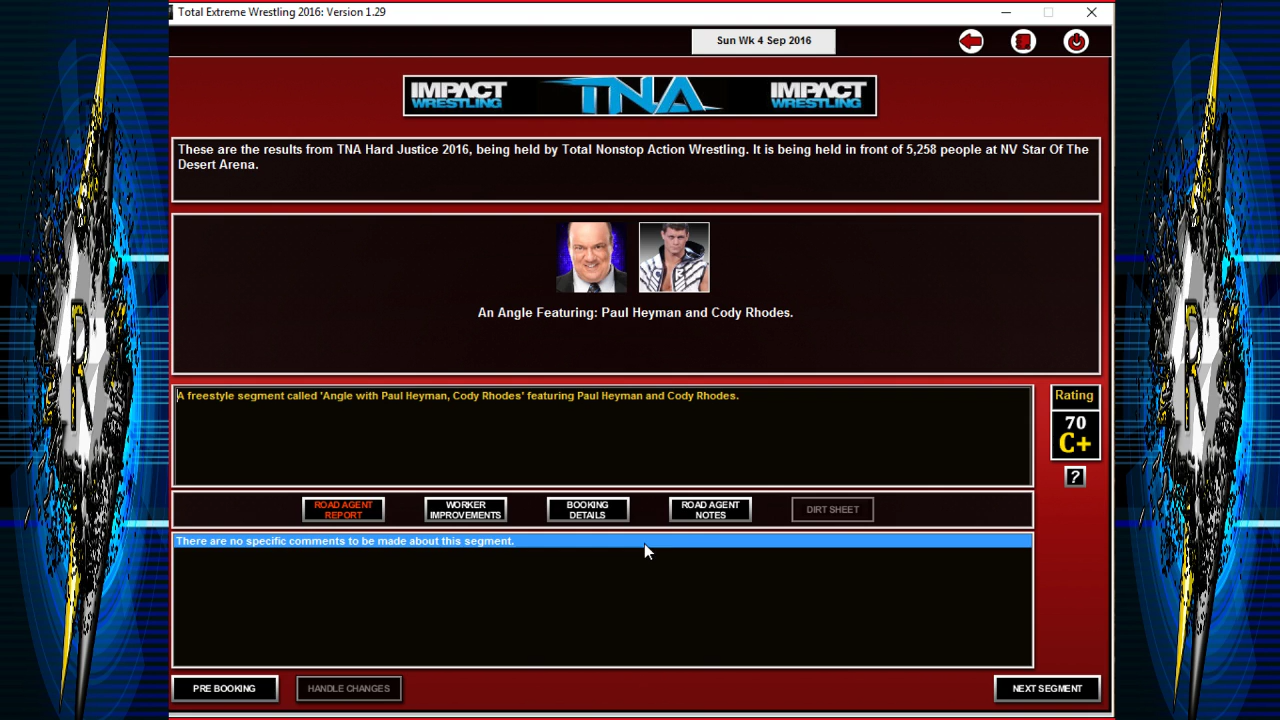 Total Extreme Wrestling 2016: Version 1.29
Sun Wk 4 Sep 2016
IMPACT WRESTLING TNA IMPACT WRESTLING
These are the results from TNA Hard Justice 2016, being held by Total Nonstop Action Wrestling. It is being held in front of 5,258 people at NV Star Of The
Desert Arena.
An Angle Featuring: Paul Heyman and Cody Rhodes.
A freestyle segment called 'Angle with Paul Heyman, Cody Rhodes' featuring Paul Heyman and Cody Rhodes.
Rating
70
C+
?
ROAD AGENT REPORT
WORKER IMPROVEMENTS
BOOKING DETAILS
ROAD AGENT NOTES
DIRT SHEET
There are no specific comments to be made about this segment.
PRE BOOKING
HANDLE CHANGES
NEXT SEGMENT
R
R